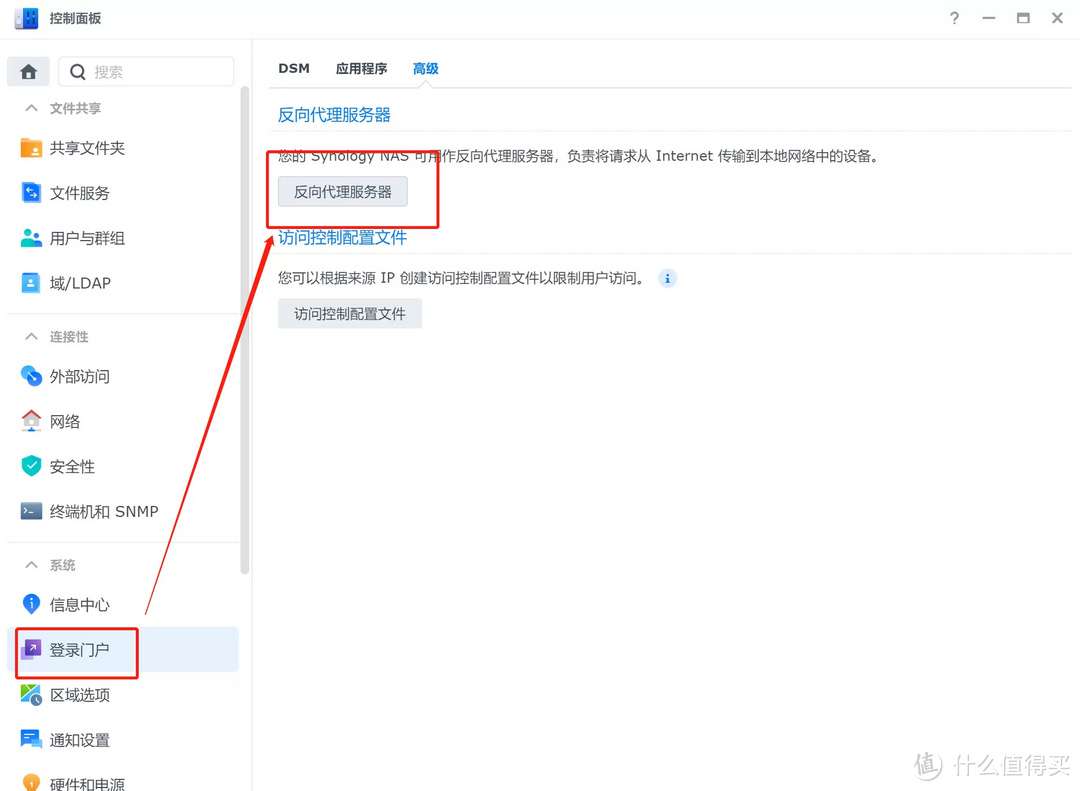 控制面板
搜索
文件共享
共享文件夹
文件服务
用户与群组
域/LDAP
连接性
外部访问
网络
安全性
终端机和 SNMP
系统
信息中心
登录门户
区域选项
通知设置
硬件和电源
DSM 应用程序 高级
反向代理服务器
您的 Synology NAS 可用作反向代理服务器，负责将请求从 Internet 传输到本地网络中的设备。
反向代理服务器
访问控制配置文件
您可以根据来源 IP 创建访问控制配置文件以限制用户访问。
访问控制配置文件
值 什么值得买